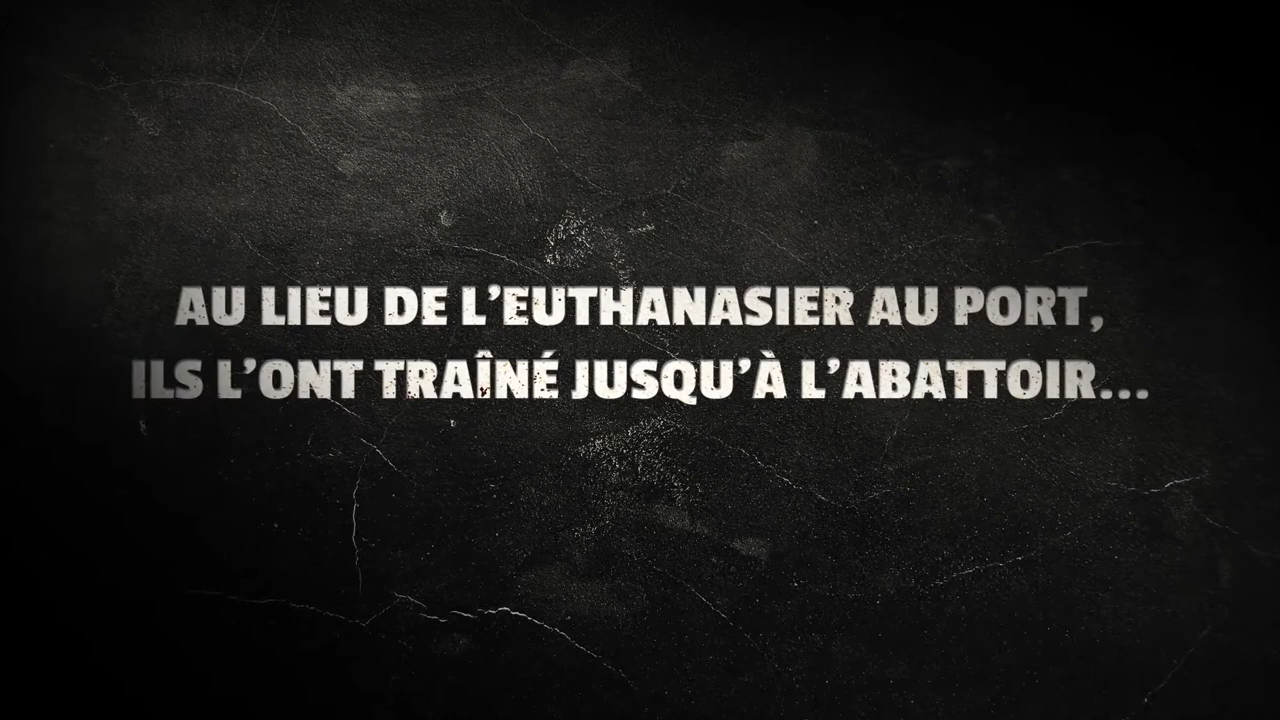 AU LIEU DE L’EUTHANASIER AU PORT,
ILS L’ONT TRAÎNÉ JUSQU’À L’ABATTOIR...